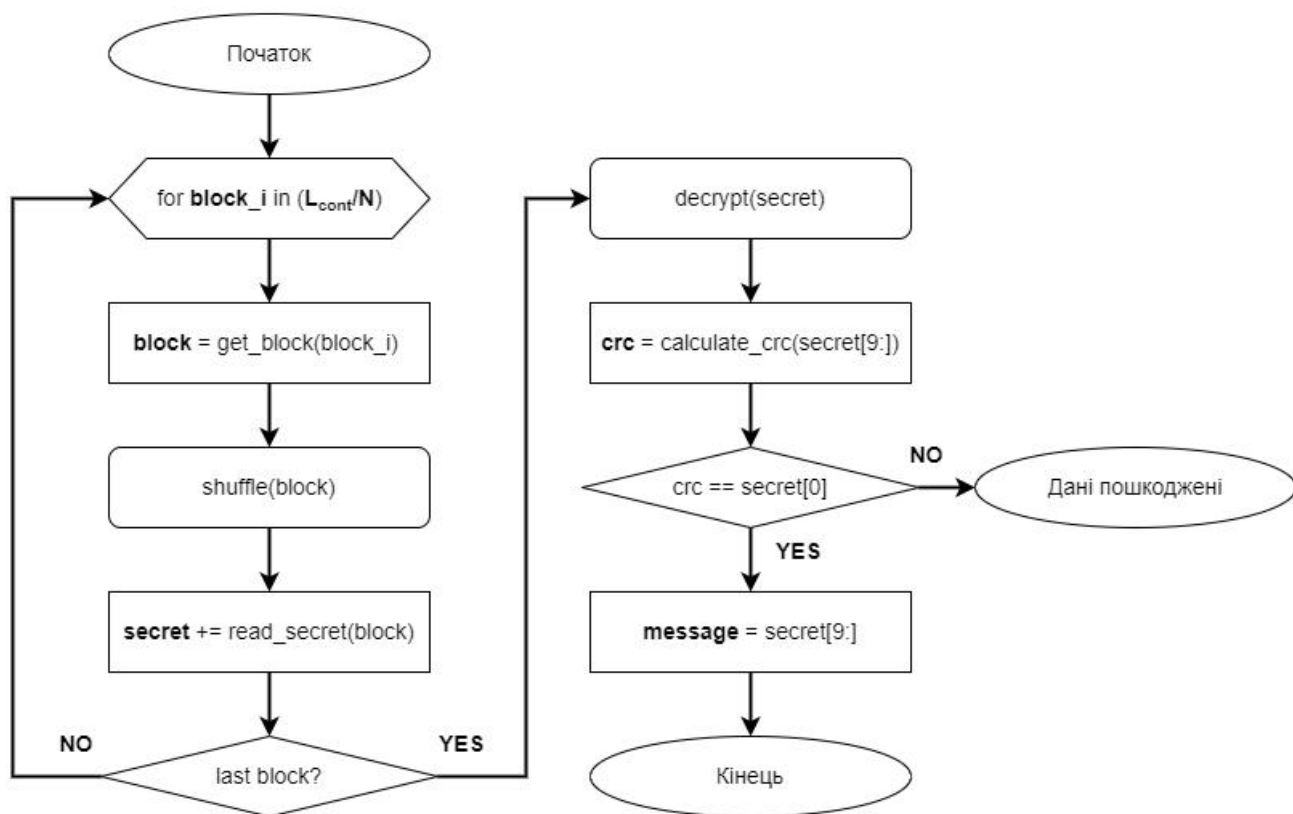 Початок
for block_i in (Lcont/N)
block = get_block(block_i)
shuffle(block)
secret += read_secret(block)
last block?
NO
YES
decrypt(secret)
crc = calculate_crc(secret[9:])
crc == secret[0]
NO
Дані пошкоджені
YES
message = secret[9:]
Кінець